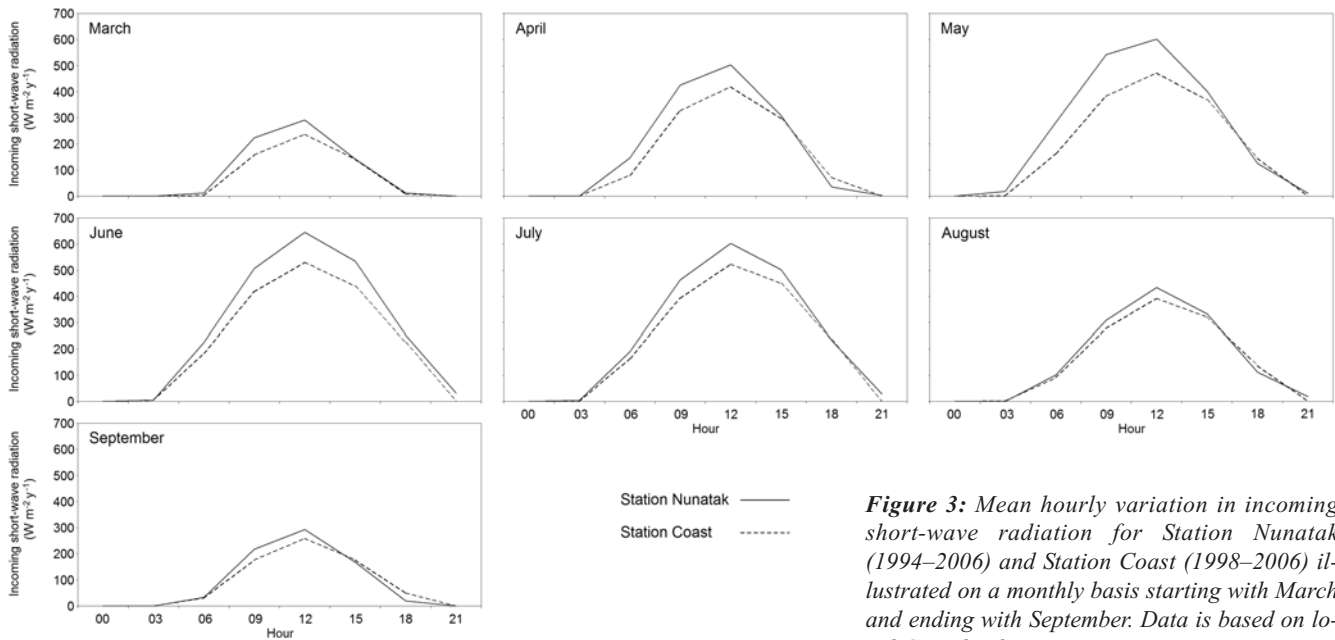 700
600
500
400
300
200
100
0
Incoming short-wave radiation
(W m⁻² y⁻¹)
March
April
May
700
600
500
400
300
200
100
0
Incoming short-wave radiation
(W m⁻² y⁻¹)
June
July
August
00 03 06 09 12 15 18 21
Hour
00 03 06 09 12 15 18 21
Hour
700
600
500
400
300
200
100
0
Incoming short-wave radiation
(W m⁻² y⁻¹)
September
00 03 06 09 12 15 18 21
Hour
Station Nunatak
Station Coast
Figure 3: Mean hourly variation in incoming
short-wave radiation for Station Nunatak
(1994–2006) and Station Coast (1998–2006) il-
lustrated on a monthly basis starting with March
and ending with September. Data is based on lo-